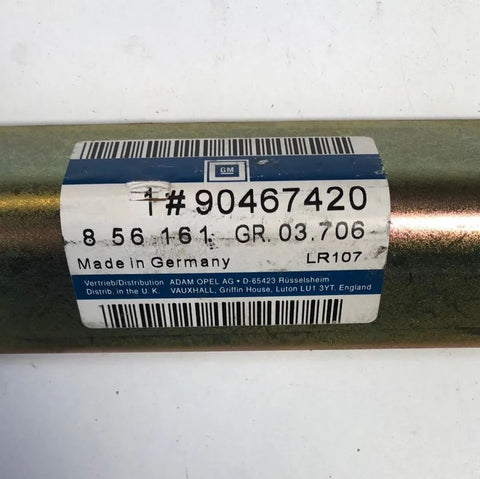 GM
1#90467420
8 56 161 GR. 03.706
Made in Germany LR107
Vertrieb/Distribution ADAM OPEL AG • D-65423 Rüsselsheim
Distrib. in the U.K. VAUXHALL, Griffin House, Luton LU1 3YT. England